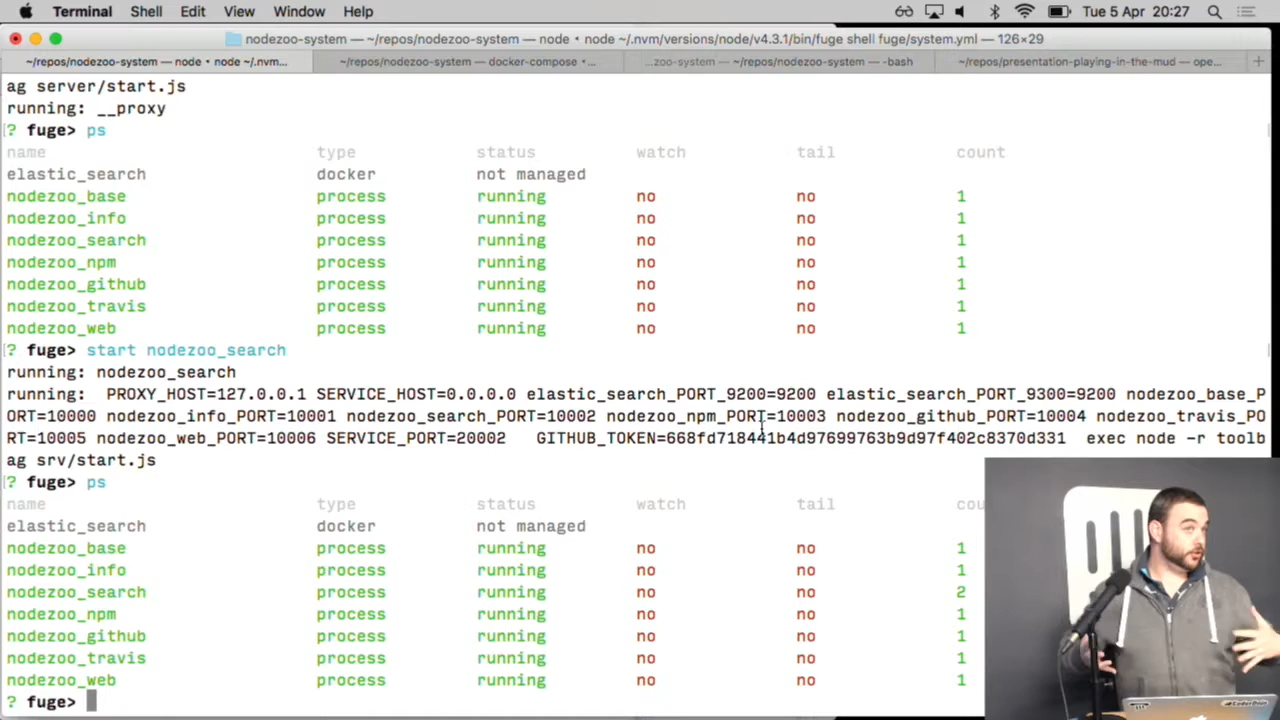 Terminal Shell Edit View Window Help Tue 5 Apr 20:27
nodezoo-system — ~/repos/nodezoo-system — node • node ~/.nvm/versions/node/v4.3.1/bin/fuge shell fuge/system.yml — 126×29
~/repos/nodezoo-system — node • node ~/.nvm... ~/repos/nodezoo-system — docker-compose •... ...zoo-system — ~/repos/nodezoo-system — -bash ~/repos/presentation-playing-in-the-mud — ope... +
ag server/start.js
running: __proxy
? fuge> ps
name type status watch tail count
elastic_search docker not managed
nodezoo_base process running no no 1
nodezoo_info process running no no 1
nodezoo_search process running no no 1
nodezoo_npm process running no no 1
nodezoo_github process running no no 1
nodezoo_travis process running no no 1
nodezoo_web process running no no 1
? fuge> start nodezoo_search
running: nodezoo_search
running: PROXY_HOST=127.0.0.1 SERVICE_HOST=0.0.0.0 elastic_search_PORT_9200=9200 elastic_search_PORT_9300=9200 nodezoo_base_P
ORT=10000 nodezoo_info_PORT=10001 nodezoo_search_PORT=10002 nodezoo_npm_PORT=10003 nodezoo_github_PORT=10004 nodezoo_travis_PO
RT=10005 nodezoo_web_PORT=10006 SERVICE_PORT=20002 GITHUB_TOKEN=668fd718441b4d97699763b9d97f402c8370d331 exec node -r toolb
ag srv/start.js
? fuge> ps
name type status watch tail cou
elastic_search docker not managed
nodezoo_base process running no no 1
nodezoo_info process running no no 1
nodezoo_search process running no no 2
nodezoo_npm process running no no 1
nodezoo_github process running no no 1
nodezoo_travis process running no no 1
nodezoo_web process running no no 1
? fuge>